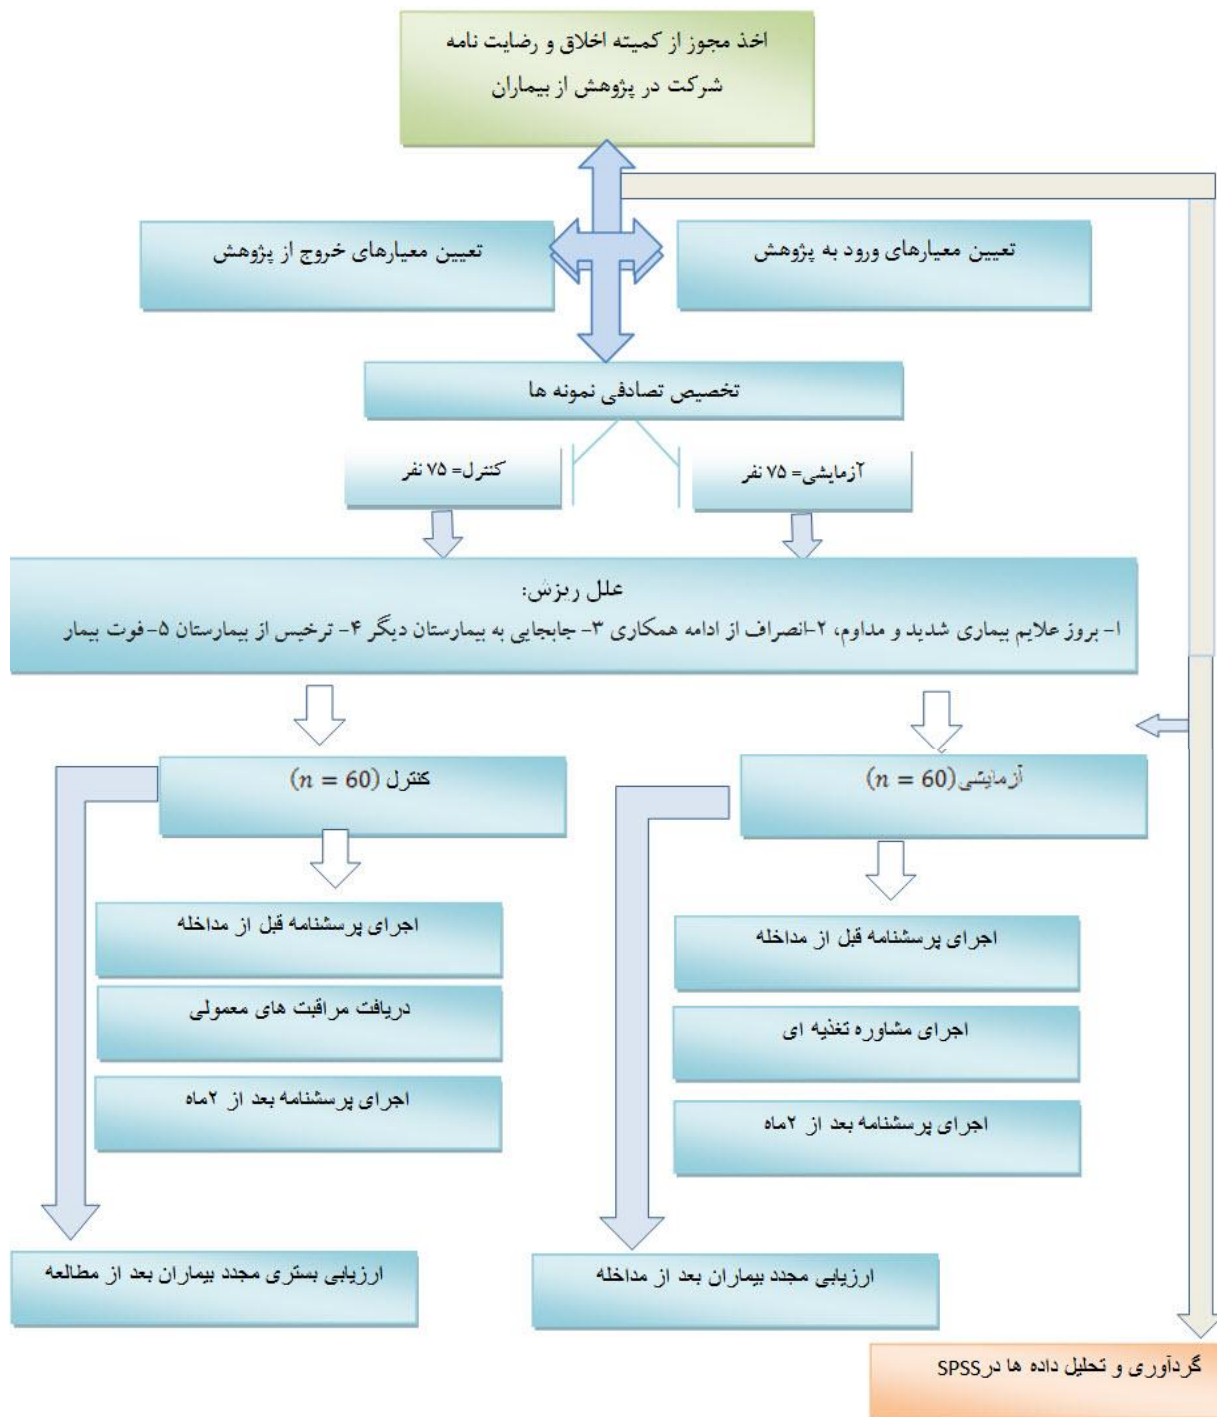 اخذ مجوز از کمیته اخلاق و رضایت نامه
شرکت در پژوهش از بیماران
تعیین معیارهای ورود به پژوهش
تعیین معیارهای خروج از پژوهش
تخصیص تصادفی نمونه ها
آزمایشی= ۷۵ نفر
کنترل= ۷۵ نفر
علل ریزش:
۱- بروز علایم بیماری شدید و مداوم، ۲-انصراف از ادامه همکاری ۳- جابجایی به بیمارستان دیگر ۴- ترخیس از بیمارستان ۵-فوت بیمار
آزمایشی(n = 60)
کنترل (n = 60)
اجرای پرسشنامه قبل از مداخله
اجرای مشاوره تغذیه ای
اجرای پرسشنامه بعد از ۲ماه
اجرای پرسشنامه قبل از مداخله
دریافت مراقبت های معمولی
اجرای پرسشنامه بعد از ۲ماه
ارزیابی مجدد بیماران بعد از مداخله
ارزیابی بستری مجدد بیماران بعد از مطالعه
گردآوری و تحلیل داده ها درSPSS